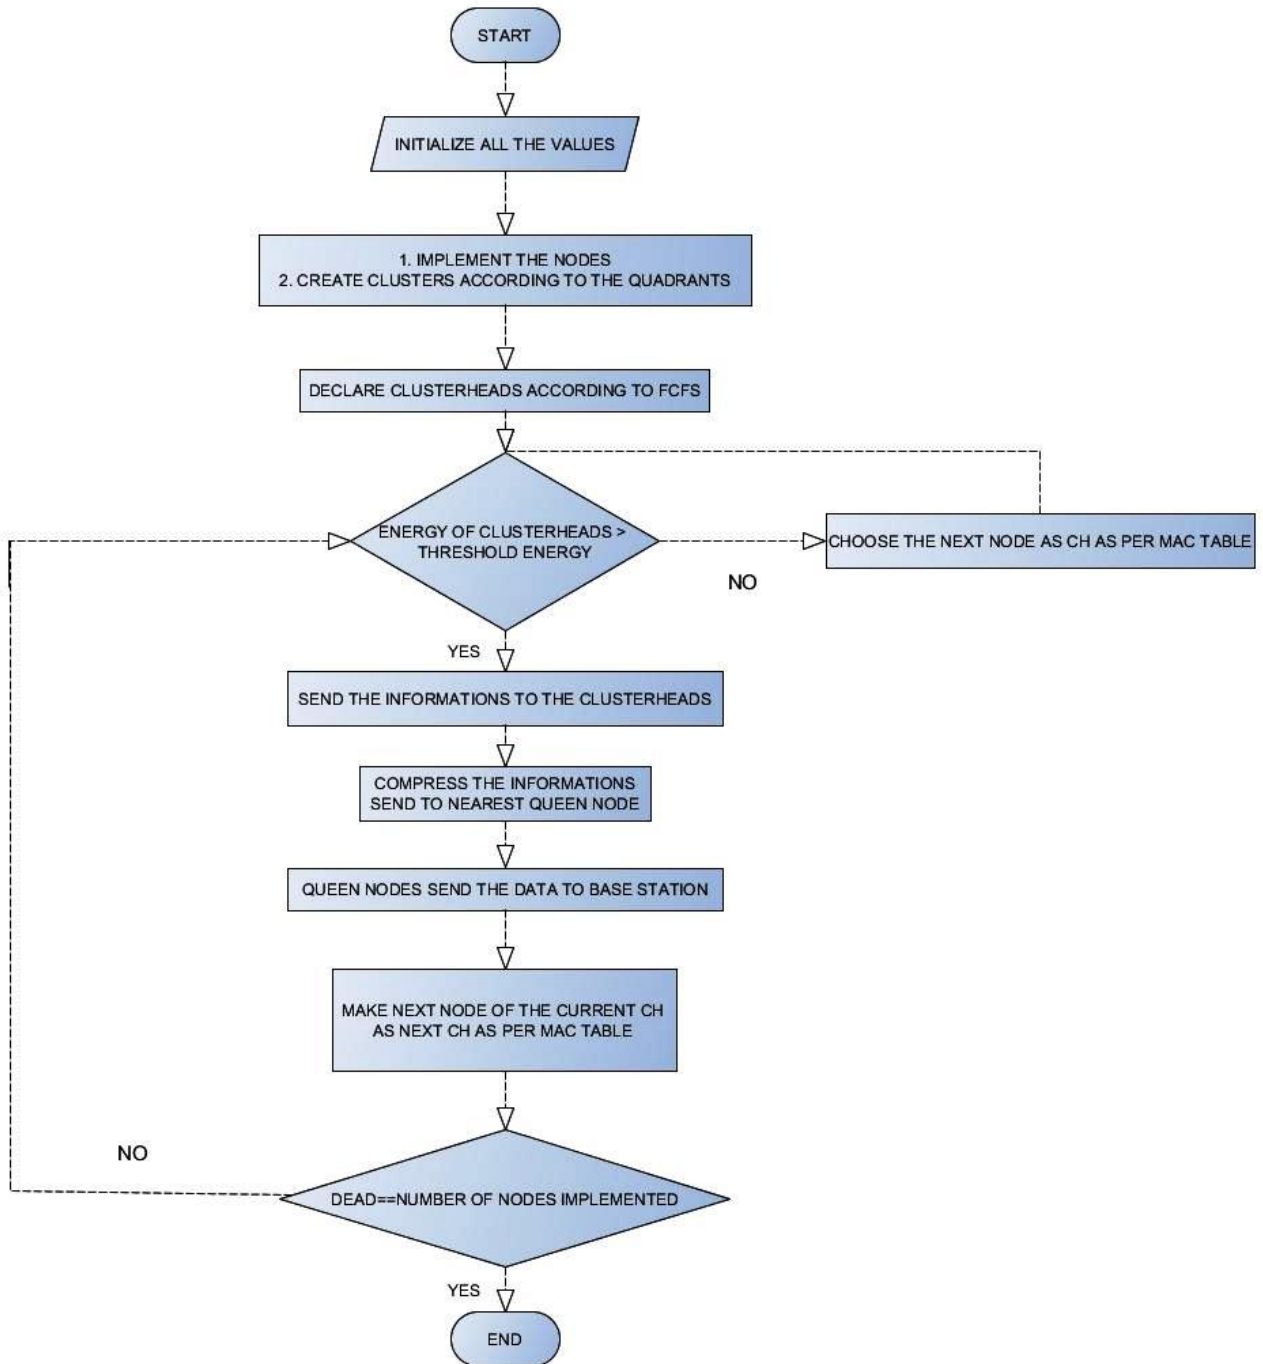 START
INITIALIZE ALL THE VALUES
1. IMPLEMENT THE NODES
2. CREATE CLUSTERS ACCORDING TO THE QUADRANTS
DECLARE CLUSTERHEADS ACCORDING TO FCFS
ENERGY OF CLUSTERHEADS >
THRESHOLD ENERGY
CHOOSE THE NEXT NODE AS CH AS PER MAC TABLE
NO
YES
SEND THE INFORMATIONS TO THE CLUSTERHEADS
COMPRESS THE INFORMATIONS
SEND TO NEAREST QUEEN NODE
QUEEN NODES SEND THE DATA TO BASE STATION
MAKE NEXT NODE OF THE CURRENT CH
AS NEXT CH AS PER MAC TABLE
NO
DEAD==NUMBER OF NODES IMPLEMENTED
YES
END